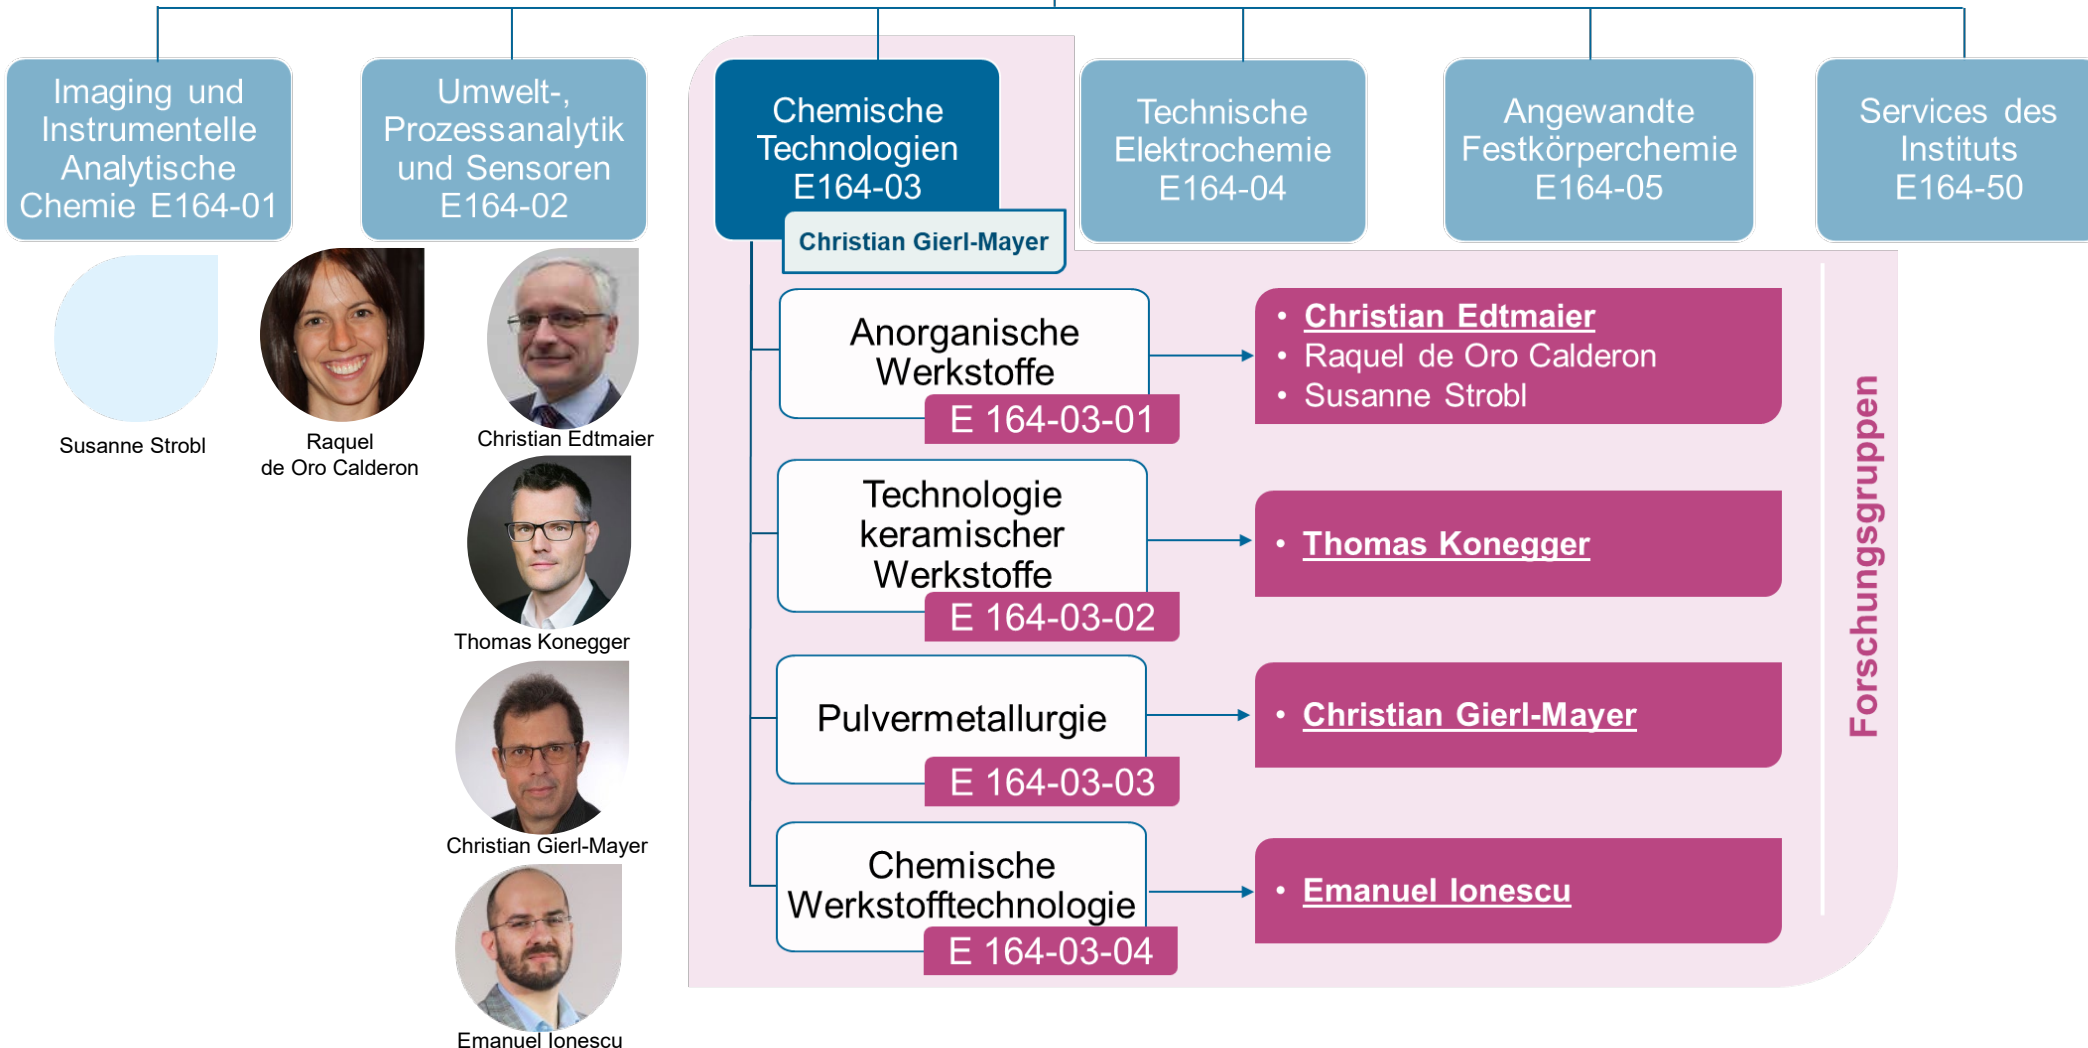 Imaging und
Instrumentelle
Analytische
Chemie E164-01
Umwelt-,
Prozessanalytik
und Sensoren
E164-02
Chemische
Technologien
E164-03
Christian Gierl-Mayer
Technische
Elektrochemie
E164-04
Angewandte
Festkörperchemie
E164-05
Services des
Instituts
E164-50
Susanne Strobl
Raquel
de Oro Calderon
Christian Edtmaier
Thomas Konegger
Christian Gierl-Mayer
Emanuel Ionescu
Anorganische
Werkstoffe
E 164-03-01
• Christian Edtmaier
• Raquel de Oro Calderon
• Susanne Strobl
Technologie
keramischer
Werkstoffe
E 164-03-02
• Thomas Konegger
Pulvermetallurgie
E 164-03-03
• Christian Gierl-Mayer
Chemische
Werkstofftechnologie
E 164-03-04
• Emanuel Ionescu
Forschungsgruppen